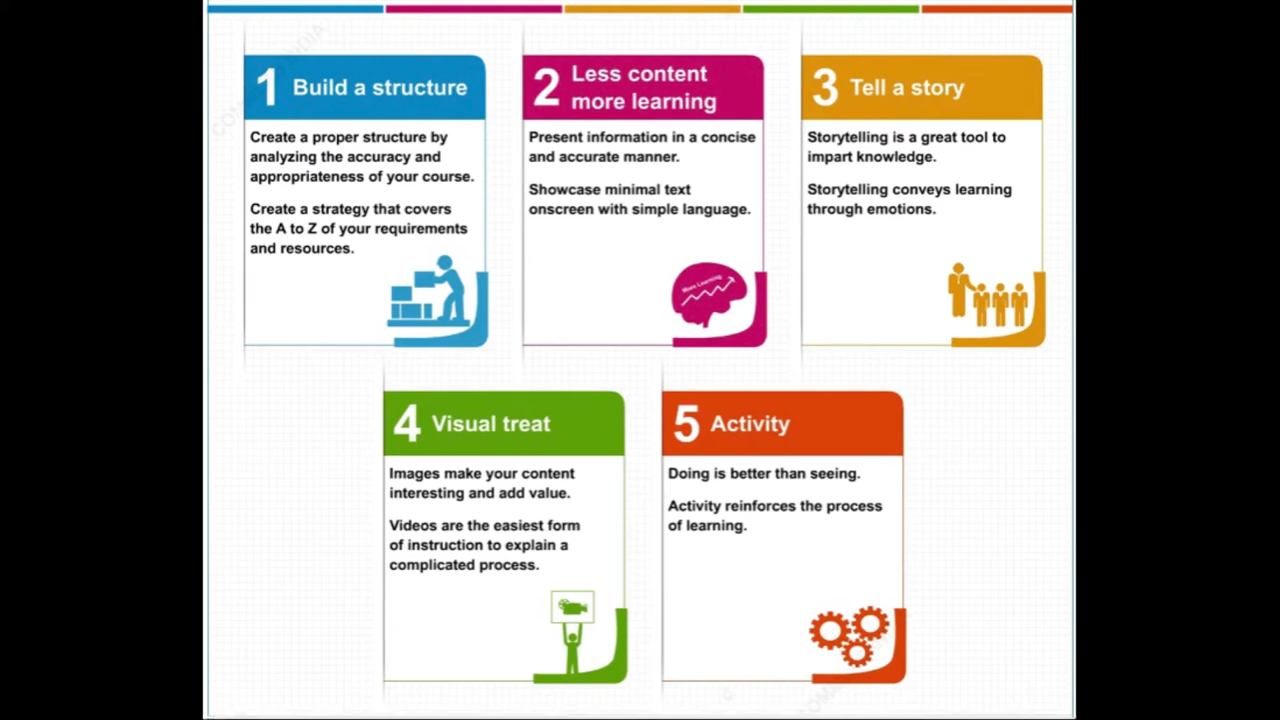 1 Build a structure
Create a proper structure by
analyzing the accuracy and
appropriateness of your course.
Create a strategy that covers
the A to Z of your requirements
and resources.
2 Less content
more learning
Present information in a concise
and accurate manner.
Showcase minimal text
onscreen with simple language.
More Learning
3 Tell a story
Storytelling is a great tool to
impart knowledge.
Storytelling conveys learning
through emotions.
4 Visual treat
Images make your content
interesting and add value.
Videos are the easiest form
of instruction to explain a
complicated process.
5 Activity
Doing is better than seeing.
Activity reinforces the process
of learning.